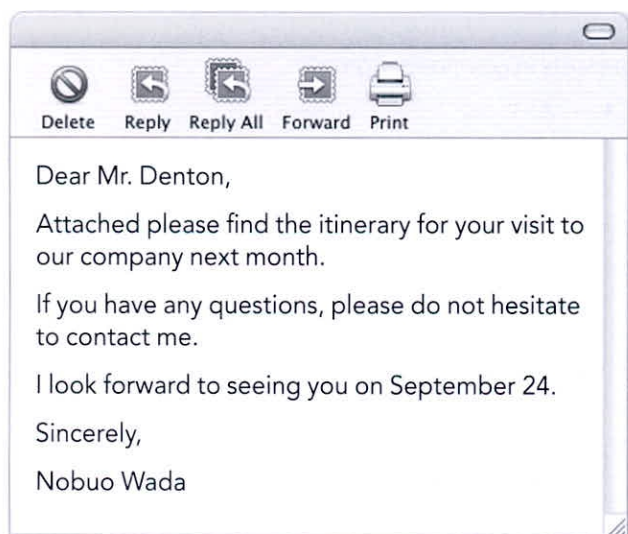 Delete Reply Reply All Forward Print
Dear Mr. Denton,
Attached please find the itinerary for your visit to
our company next month.
If you have any questions, please do not hesitate
to contact me.
I look forward to seeing you on September 24.
Sincerely,
Nobuo Wada